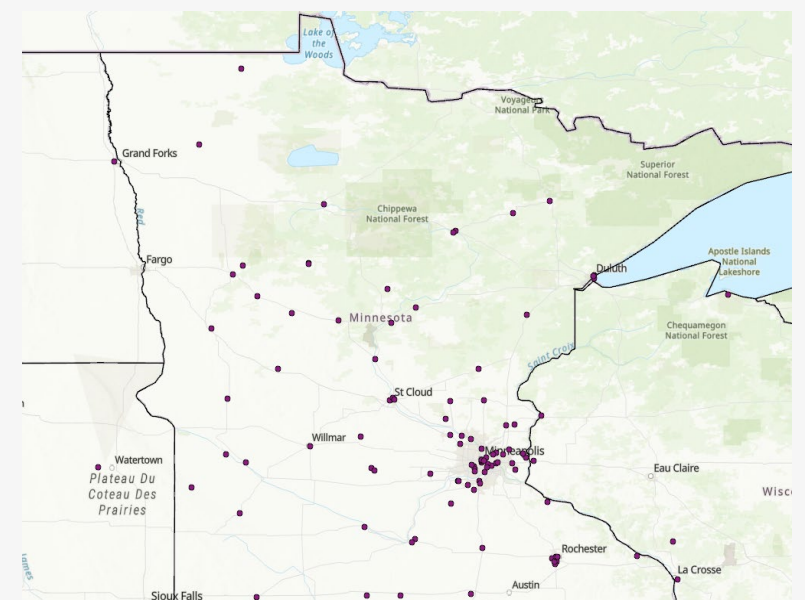 Lake of
the
Woods
Voyageurs
National Park
Grand Forks
Superior
National Forest
Chippewa
National Forest
Red
Apostle Islands
National
Lakeshore
Fargo
Duluth
Minnesota
Chequamegon
National Forest
Saint Croix
St Cloud
Willmar
Minneapolis
Watertown
Eau Claire
Plateau Du
Coteau Des
Prairies
Wisc
Rochester
ames
La Crosse
Austin
Sioux Falls